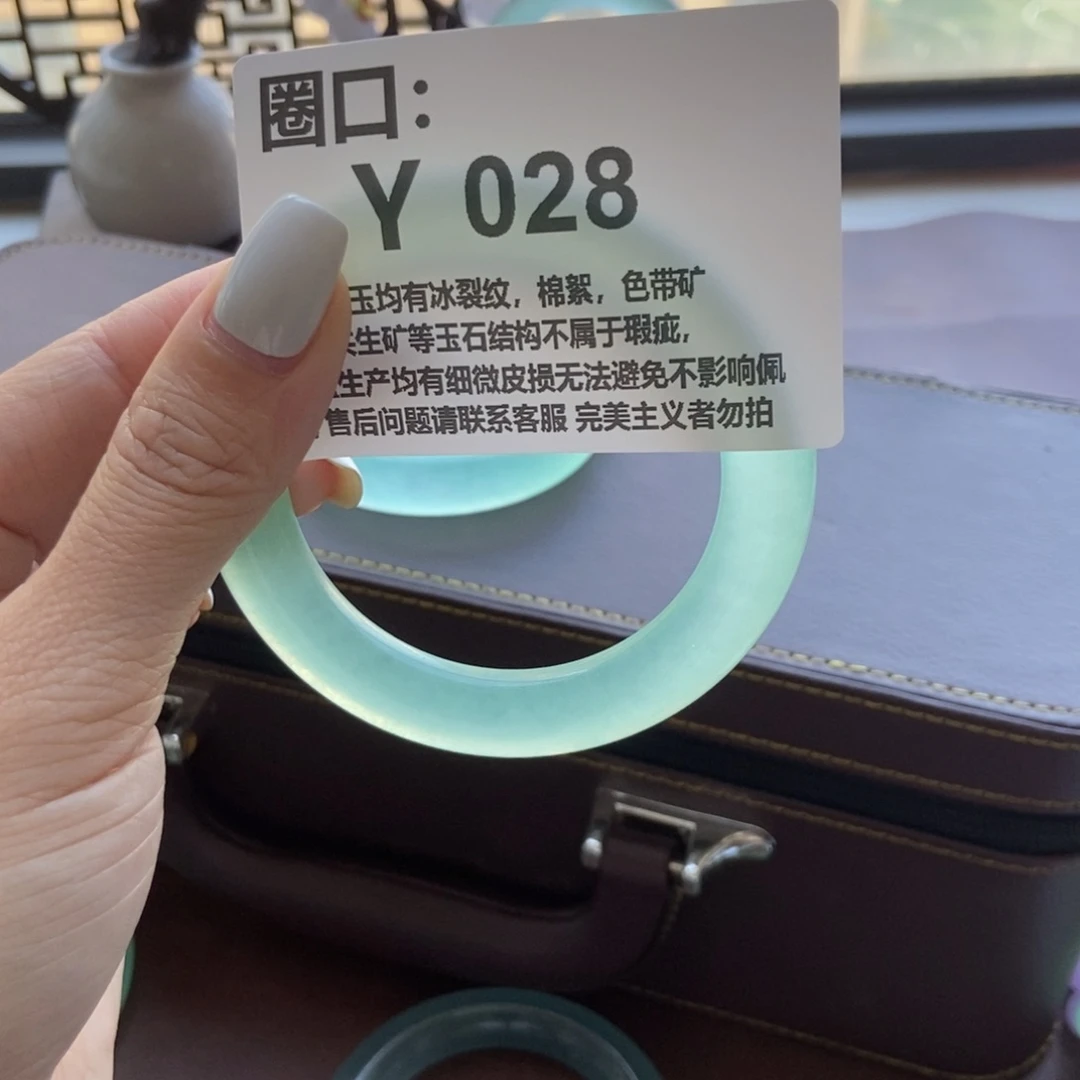 圈口：
Y 028
玉均有冰裂纹，棉絮，色带矿
生矿等玉石结构不属于瑕疵，
生产均有细微皮损无法避免不影响佩
售后问题请联系客服 完美主义者勿拍